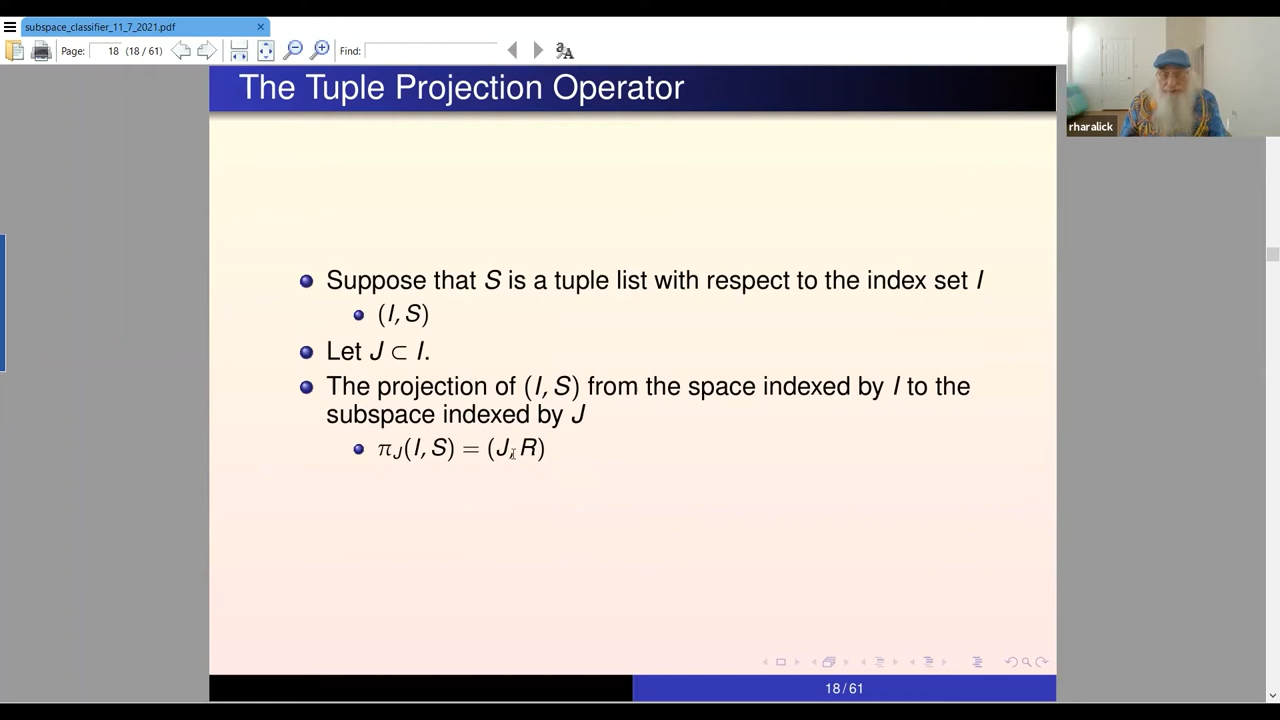 subspace_classifier_11_7_2021.pdf
Page: 18 (18 / 61) Find:
The Tuple Projection Operator
rharalick
Suppose that S is a tuple list with respect to the index set I
(I, S)
Let J ⊂ I.
The projection of (I, S) from the space indexed by I to the
subspace indexed by J
π_J(I, S) = (J, R)
18 / 61